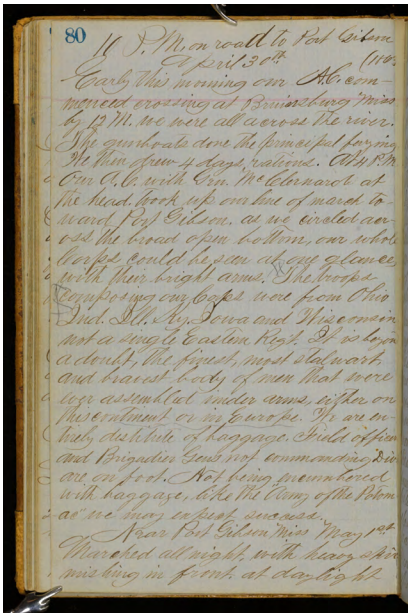 80
10 P.M. on road to Port Gibson
April 30th (186
Early this morning our A.C. com-
menced crossing at Bruinsburg Miss
by 12 M. we were all across the river.
The gunboats done the principal
We then drew 4 days, rations. At 4 P.M.
Our A.C. with Gen. McClernard at
the head took up our line of march to-
ward Port Gibson. as we circled acr-
oss the broad open bottom, our whole
Corps could be seen at one glance
with their bright arms. The troops
composing our Corps were from Ohio
Ind. Ill. Ky. Iowa and Wisconsin
not a single Eastern Regt. It is beyon
a doubt, the finest, most stalwart
and bravest body of men that were
ever assembled under arms, either on
this continent or in Europe. We are en-
tirely destitute of baggage. Field officers
and Brigadier Gens not commanding Div
are on foot. Not being encumbered
with baggage, like the Army of the Potom
ac" we may expect success.
Near Port Gibson Miss May 1st
Marched all night, with heavy skir
mishing in front. at daylight